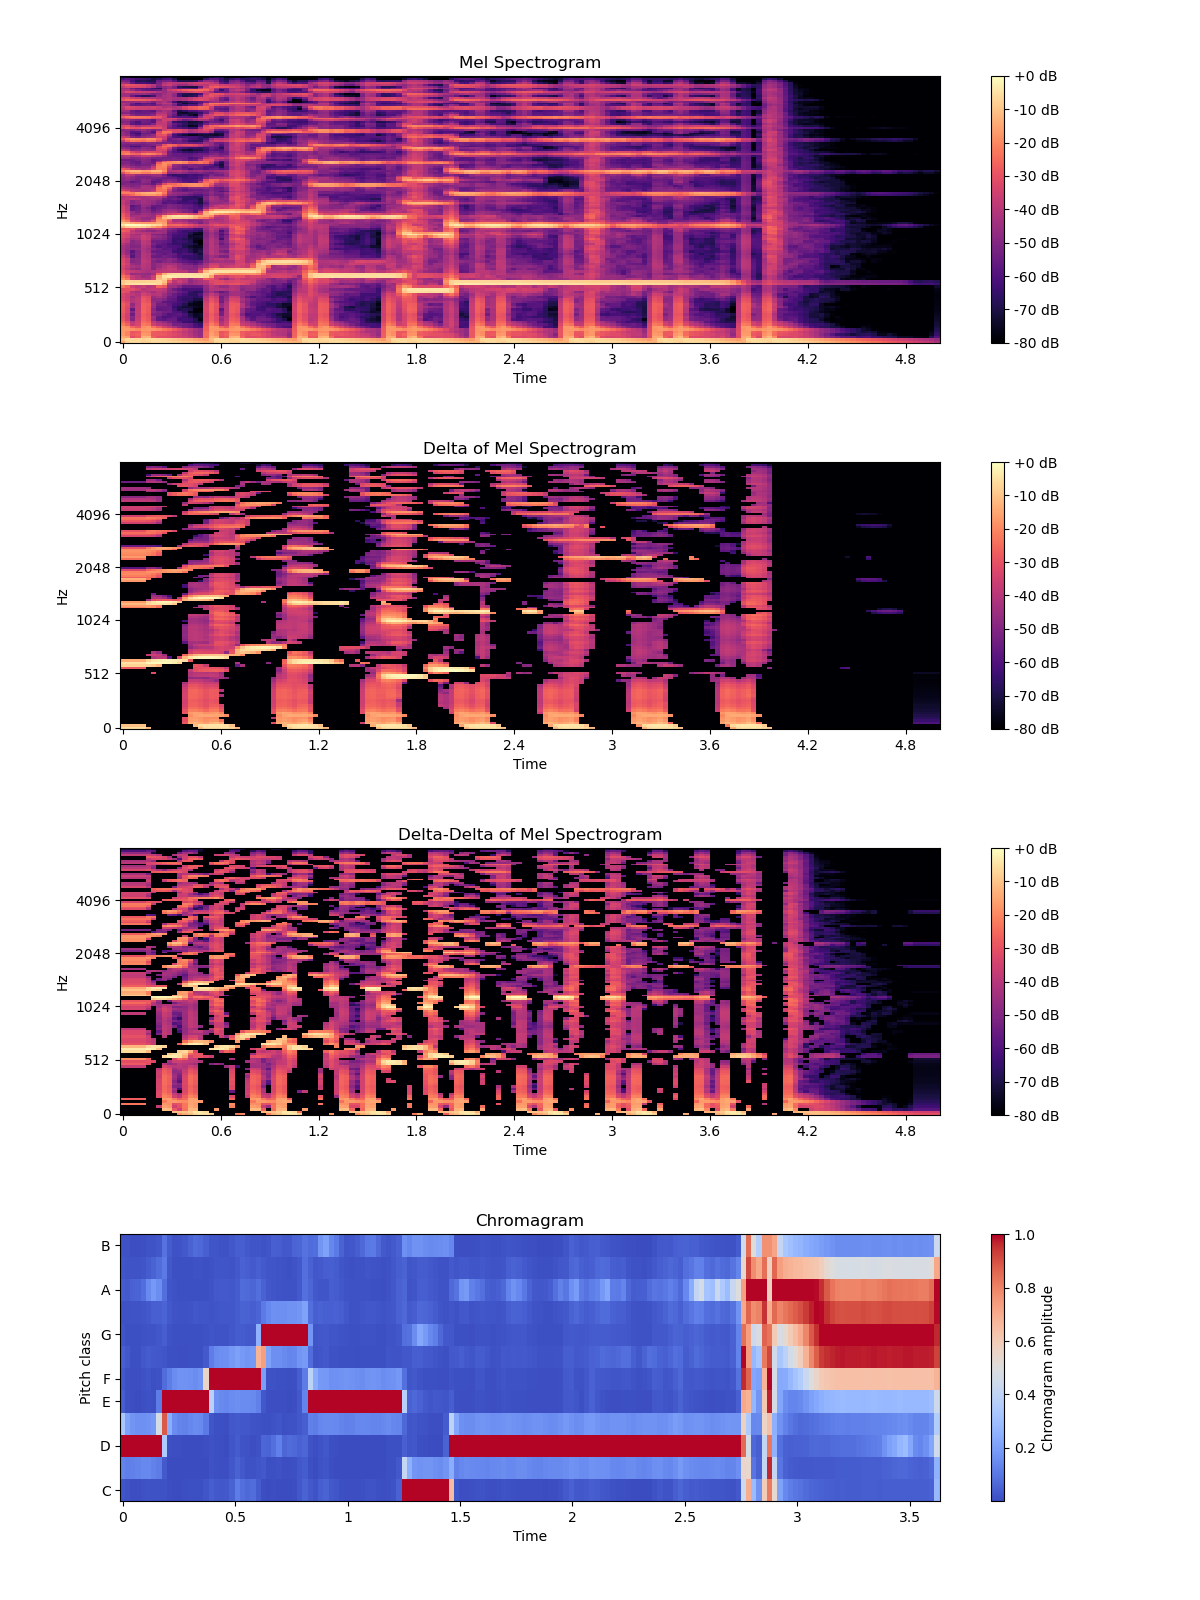 Mel Spectrogram
+0 dB
-10 dB
-20 dB
-30 dB
-40 dB
-50 dB
-60 dB
-70 dB
-80 dB
4096
2048
1024
512
0
Hz
0 0.6 1.2 1.8 2.4 3 3.6 4.2 4.8
Time
Delta of Mel Spectrogram
+0 dB
-10 dB
-20 dB
-30 dB
-40 dB
-50 dB
-60 dB
-70 dB
-80 dB
4096
2048
1024
512
0
Hz
0 0.6 1.2 1.8 2.4 3 3.6 4.2 4.8
Time
Delta-Delta of Mel Spectrogram
+0 dB
-10 dB
-20 dB
-30 dB
-40 dB
-50 dB
-60 dB
-70 dB
-80 dB
4096
2048
1024
512
0
Hz
0 0.6 1.2 1.8 2.4 3 3.6 4.2 4.8
Time
Chromagram
B
A
G
F
E
D
C
Pitch class
0 0.5 1 1.5 2 2.5 3 3.5
Time
1.0
0.8
0.6
0.4
0.2
Chromagram amplitude